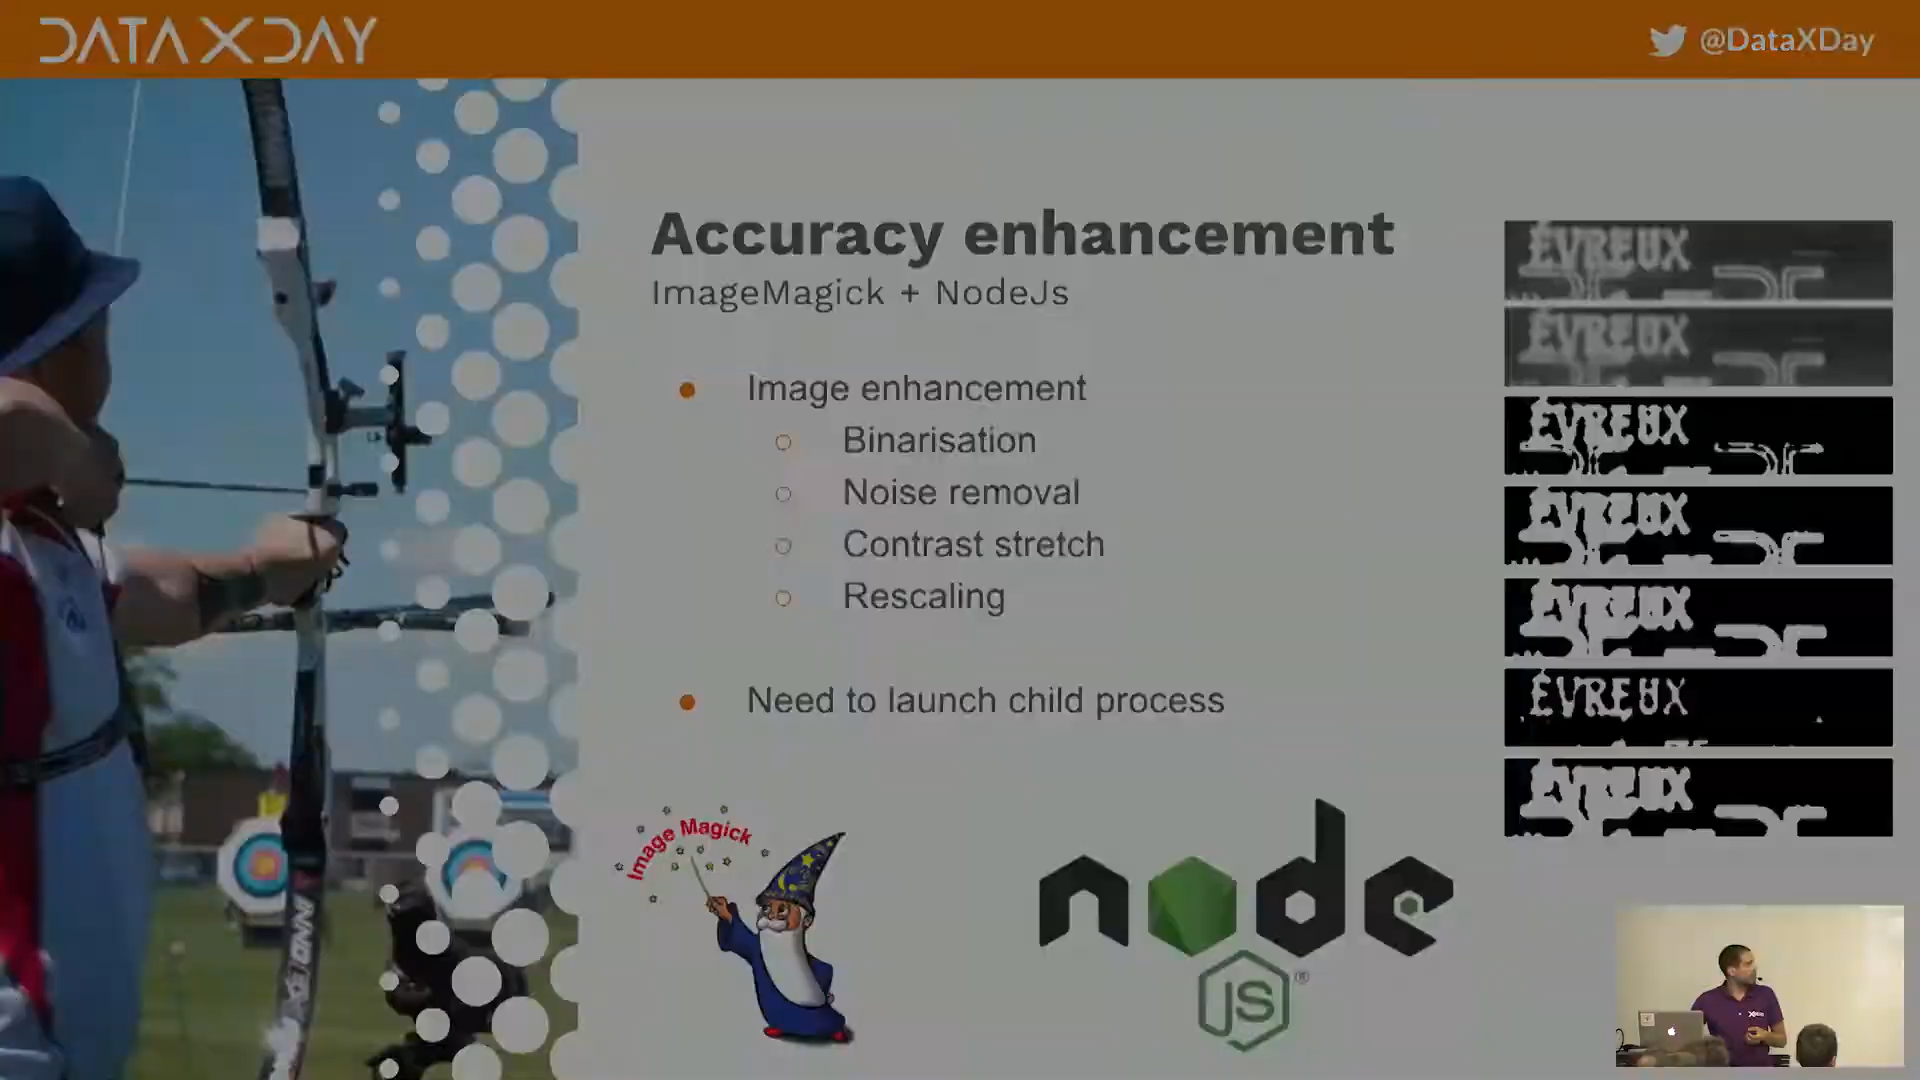 DATA X DAY
@DataXDay
Accuracy enhancement
ImageMagick + NodeJs
Image enhancement
Binarisation
Noise removal
Contrast stretch
Rescaling
Need to launch child process
ÉVREUX
ÉVREUX
ÉVREUX
ÉVREUX
ÉVREUX
ÉVREUX
ÉVREUX
Image Magick
node
JS
®